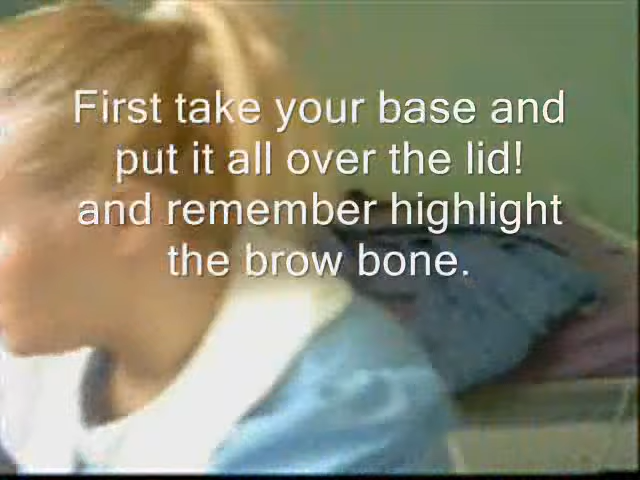 First take your base and
put it all over the lid!
and remember highlight
the brow bone.